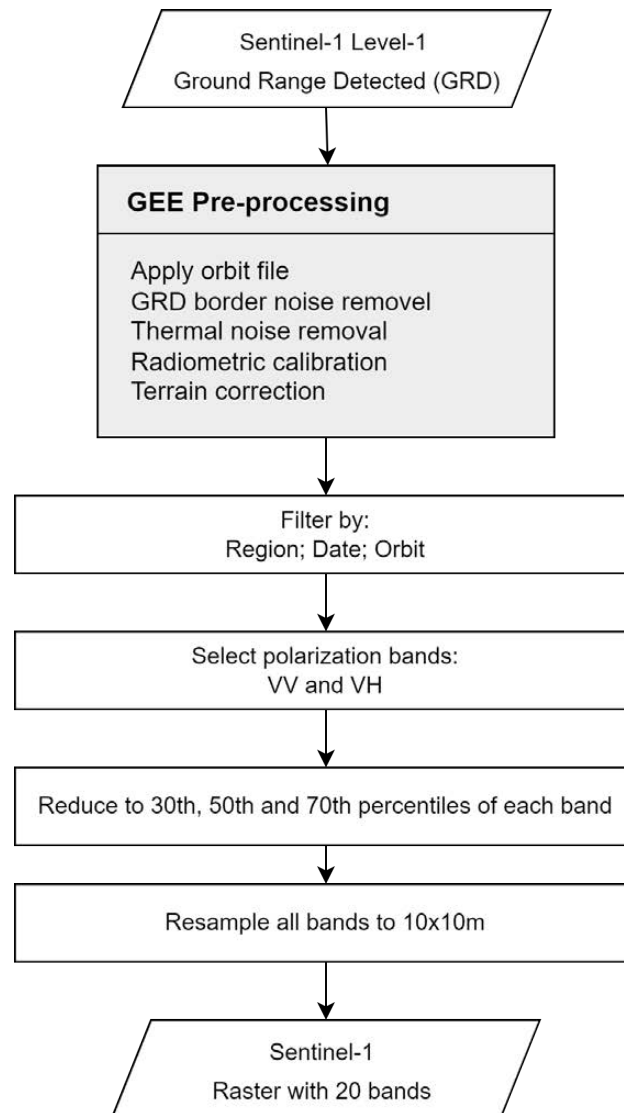 Sentinel-1 Level-1
Ground Range Detected (GRD)
GEE Pre-processing
Apply orbit file
GRD border noise removel
Thermal noise removal
Radiometric calibration
Terrain correction
Filter by:
Region; Date; Orbit
Select polarization bands:
VV and VH
Reduce to 30th, 50th and 70th percentiles of each band
Resample all bands to 10x10m
Sentinel-1
Raster with 20 bands